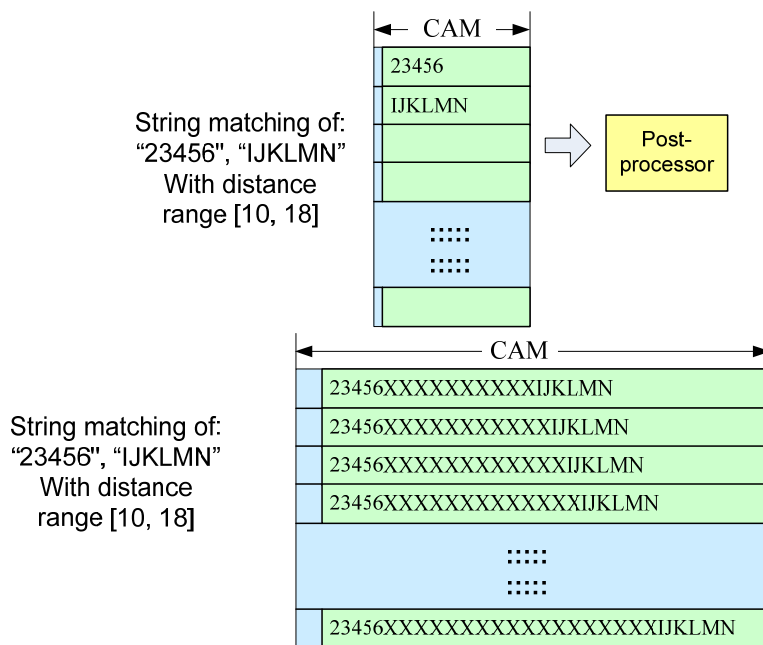 CAM
23456
IJKLMN
String matching of:
“23456", “IJKLMN”
With distance
range [10, 18]
Post-
processor
CAM
23456XXXXXXXXXXIJKLMN
23456XXXXXXXXXXXIJKLMN
23456XXXXXXXXXXXXIJKLMN
23456XXXXXXXXXXXXXIJKLMN
String matching of:
“23456", “IJKLMN”
With distance
range [10, 18]
23456XXXXXXXXXXXXXXXXXXIJKLMN